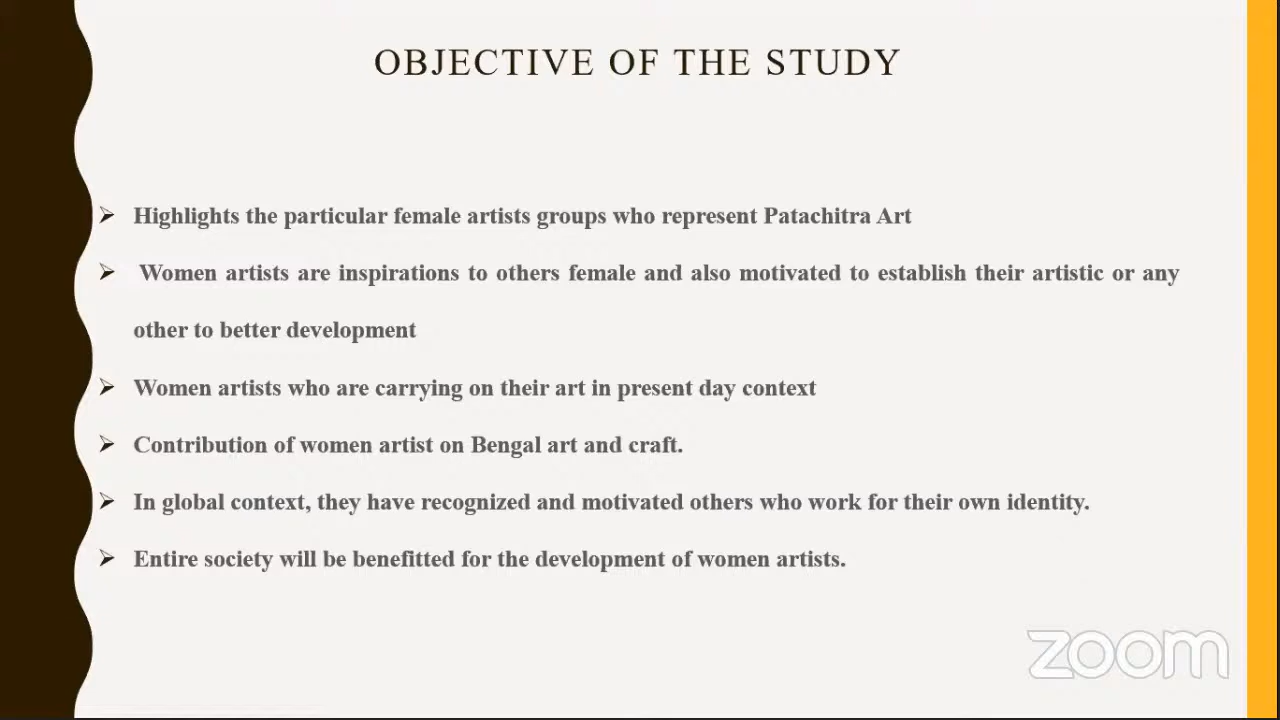 OBJECTIVE OF THE STUDY
➢ Highlights the particular female artists groups who represent Patachitra Art
➢ Women artists are inspirations to others female and also motivated to establish their artistic or any
other to better development
➢ Women artists who are carrying on their art in present day context
➢ Contribution of women artist on Bengal art and craft.
➢ In global context, they have recognized and motivated others who work for their own identity.
➢ Entire society will be benefitted for the development of women artists.
zoom